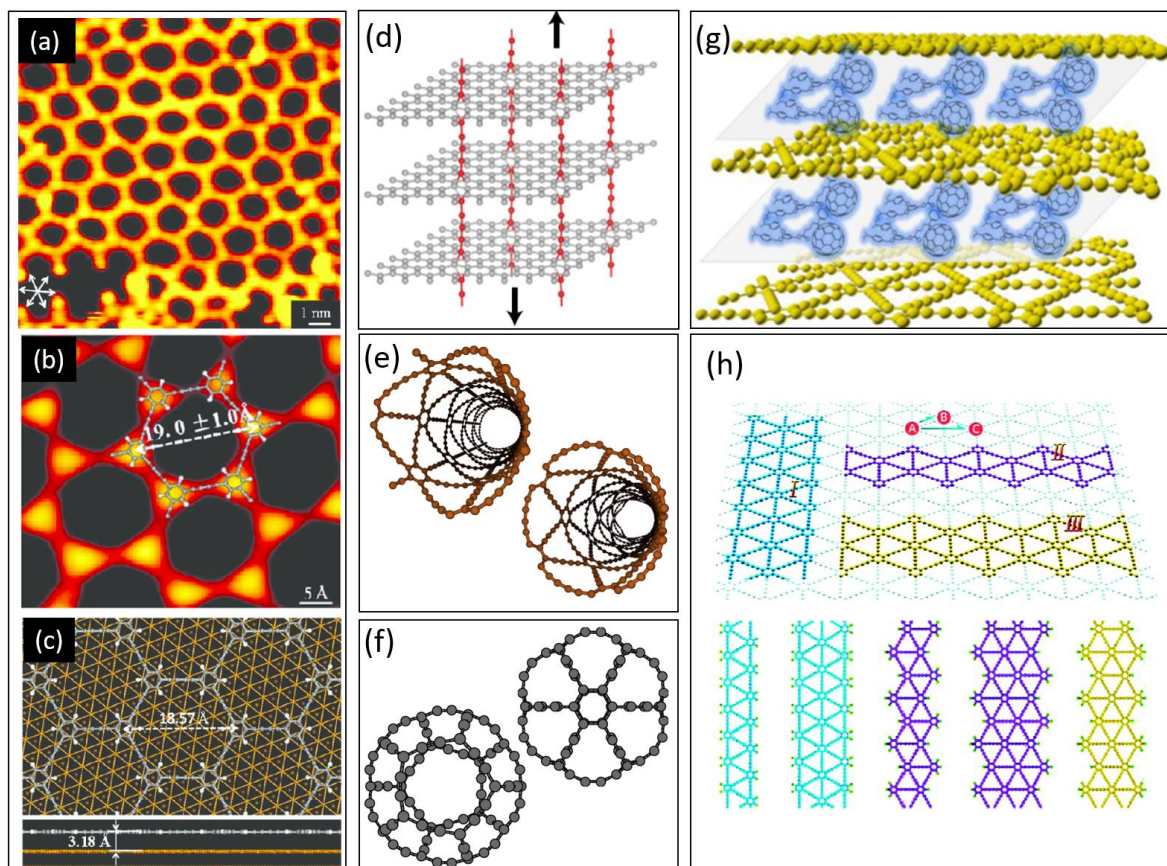 (a)
1 nm
(b)
19.0 ±1.0Å
5 Å
(c)
18.57 Å
3.18 Å
(d)
(e)
(f)
(g)
(h)
B
A
C
II
I
III